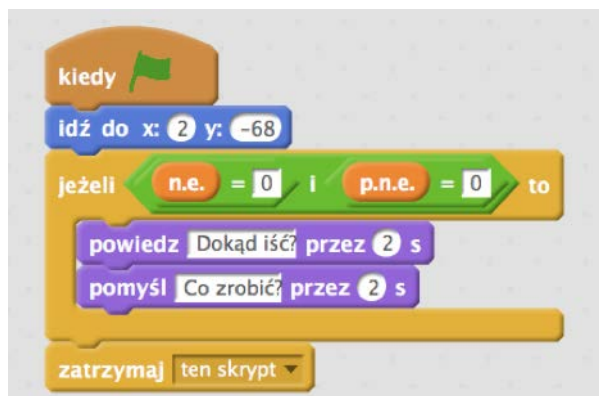 kiedy
idź do x: 2 y: -68
jeżeli n.e. = 0 i p.n.e. = 0 to
powiedz Dokąd iść? przez 2 s
pomyśl Co zrobić? przez 2 s
zatrzymaj ten skrypt